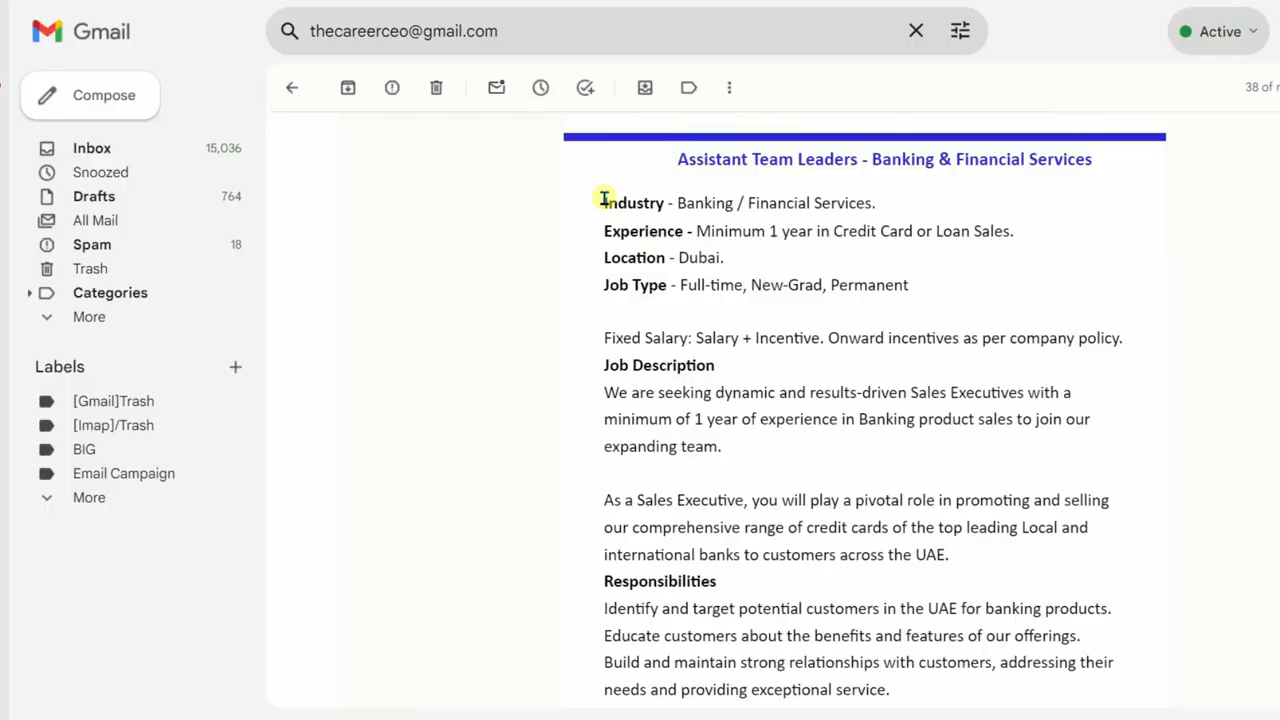 Gmail
thecareerceo@gmail.com
Active
Compose
38 of
Inbox 15,036
Snoozed
Drafts 764
All Mail
Spam 18
Trash
Categories
More
Labels
[Gmail]Trash
[Imap]/Trash
BIG
Email Campaign
More
Assistant Team Leaders - Banking & Financial Services
Industry - Banking / Financial Services.
Experience - Minimum 1 year in Credit Card or Loan Sales.
Location - Dubai.
Job Type - Full-time, New-Grad, Permanent
Fixed Salary: Salary + Incentive. Onward incentives as per company policy.
Job Description
We are seeking dynamic and results-driven Sales Executives with a
minimum of 1 year of experience in Banking product sales to join our
expanding team.
As a Sales Executive, you will play a pivotal role in promoting and selling
our comprehensive range of credit cards of the top leading Local and
international banks to customers across the UAE.
Responsibilities
Identify and target potential customers in the UAE for banking products.
Educate customers about the benefits and features of our offerings.
Build and maintain strong relationships with customers, addressing their
needs and providing exceptional service.